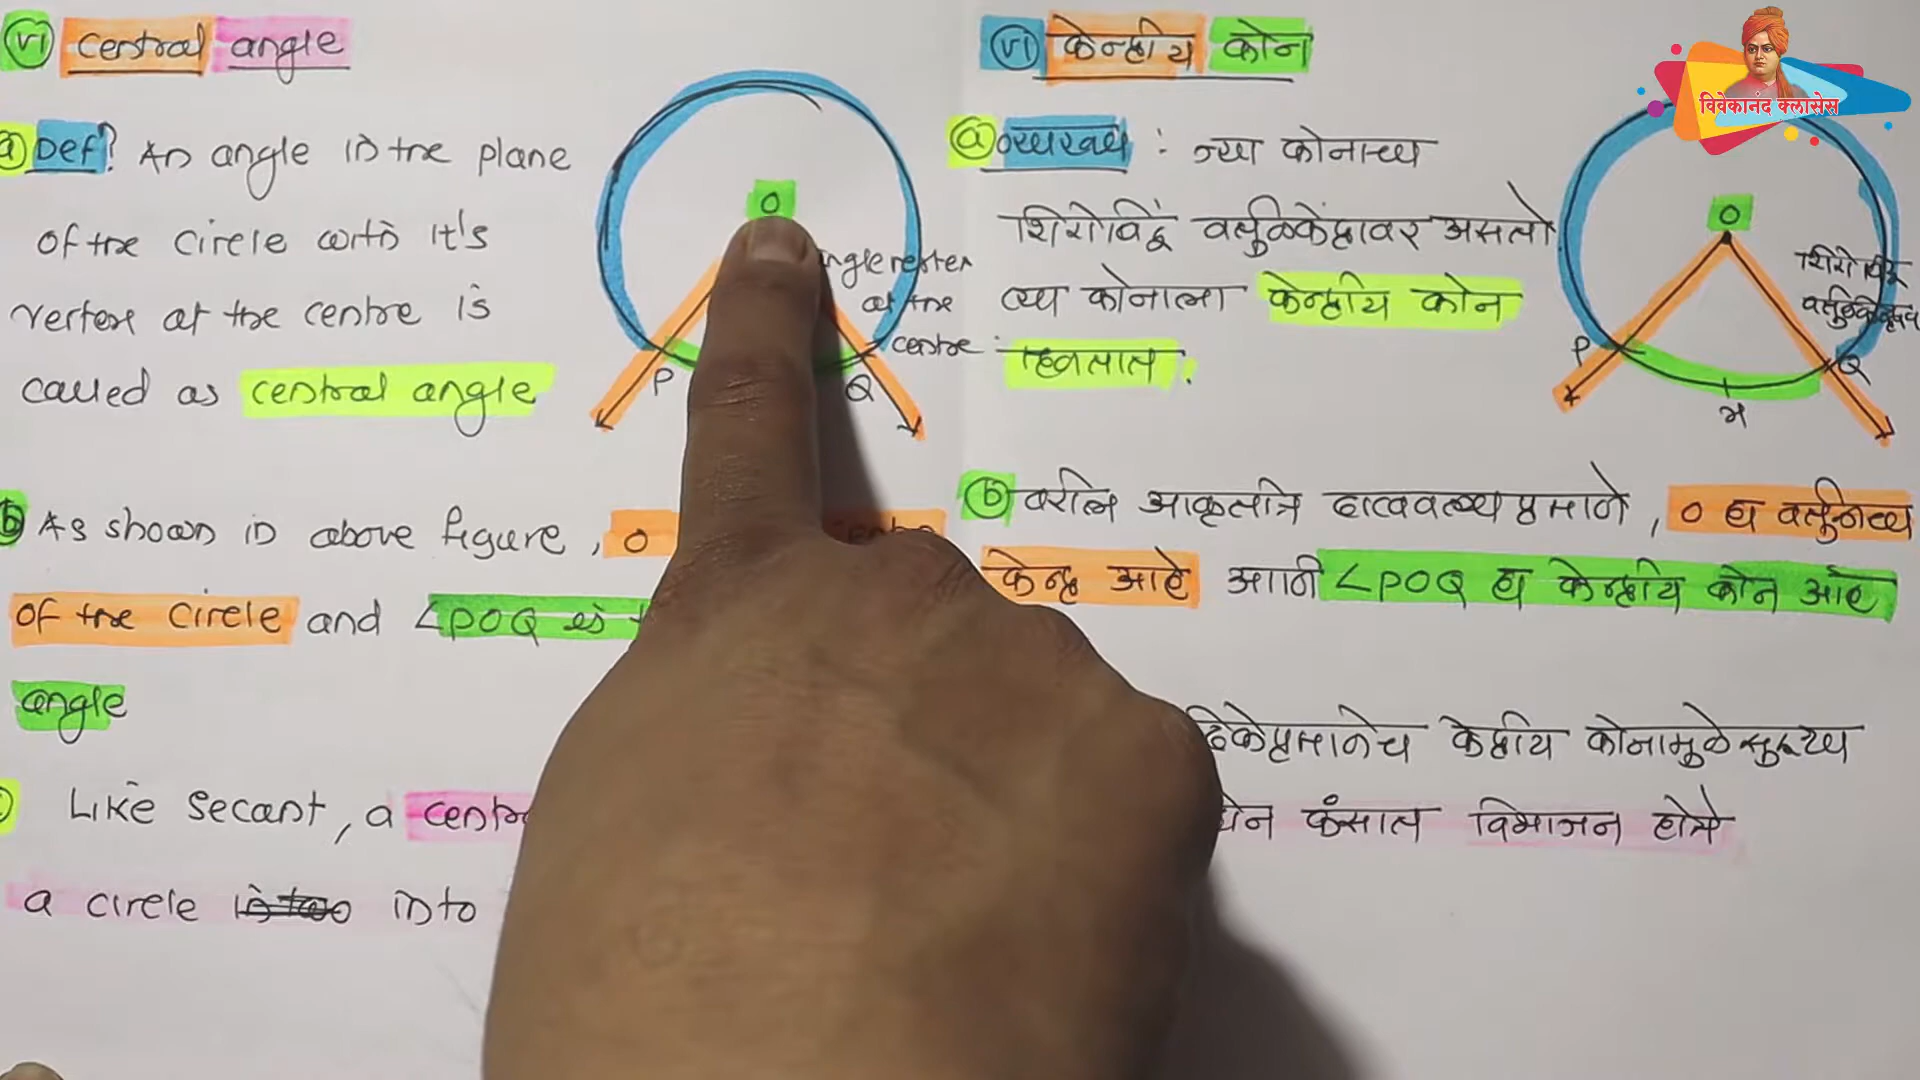 vi central angle
a Def? An angle in the plane
of the circle with it's
vertex at the centre is
called as central angle
O
at the
centre
P
Q
b As shown in above figure, O
of the circle and ∠POQ is
angle
Like secant, a
a circle into
vi केन्द्रीय कोन
a : ज्या कोनाचा
शिरोबिंदू वर्तुळकेंद्रावर असतो
त्या कोनाला केन्द्रीय कोन
म्हणतात.
O
शिरोबिंदू
P
Q
M
b वरील आकृतीत दाखवल्याप्रमाणे, O हा वर्तुळाचा
केन्द्र आहे आणि ∠POQ हा केन्द्रीय कोन आहे
केंद्रीय कोनामुळे
कंसात विभाजन होते
विवेकानंद क्लासेस